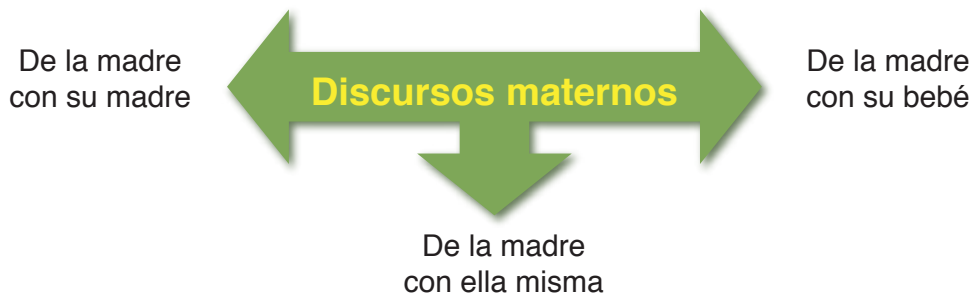 De la madre
con su madre
Discursos maternos
De la madre
con su bebé
De la madre
con ella misma